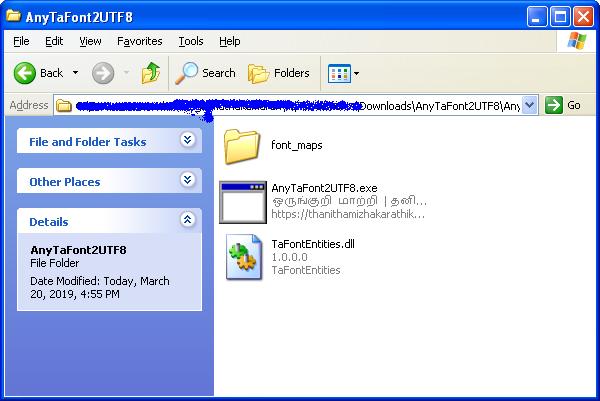 AnyTaFont2UTF8
File Edit View Favorites Tools Help
Back Search Folders
Address Downloads\AnyTaFont2UTF8\Any Go
File and Folder Tasks
Other Places
Details
AnyTaFont2UTF8
File Folder
Date Modified: Today, March
20, 2019, 4:55 PM
font_maps
AnyTaFont2UTF8.exe
ஒருங்குறி மாற்றி | தனி...
https://thanithamizhakarathik...
TaFontEntities.dll
1.0.0.0
TaFontEntities